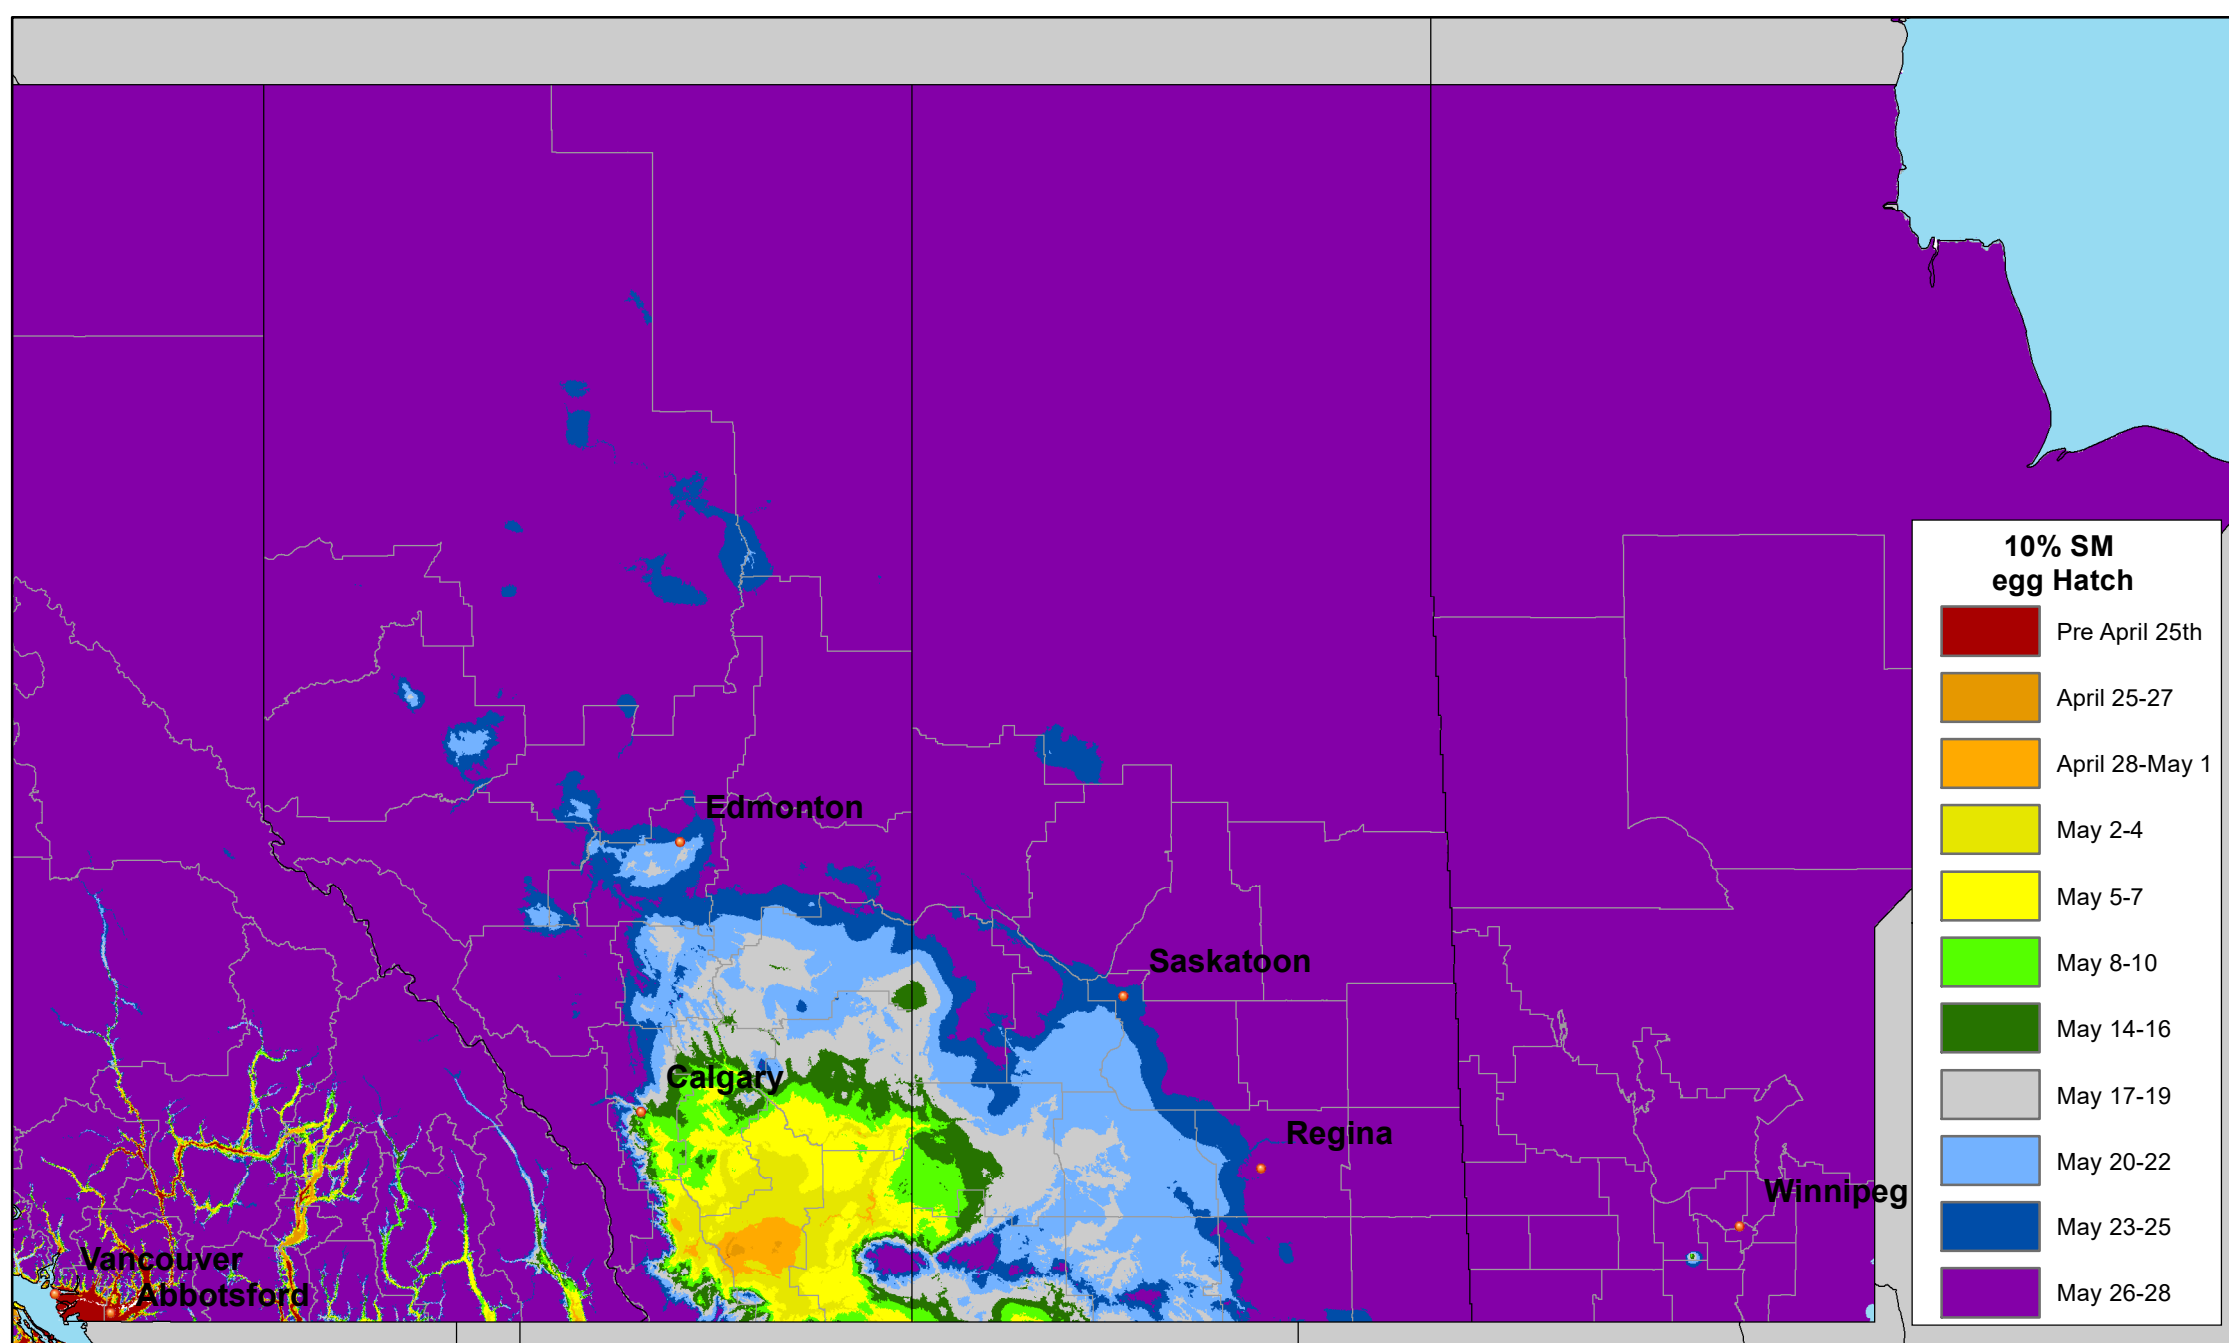 Edmonton
Saskatoon
Calgary
Regina
Winnipeg
Vancouver
Abbotsford
10% SM
egg Hatch
Pre April 25th
April 25-27
April 28-May 1
May 2-4
May 5-7
May 8-10
May 14-16
May 17-19
May 20-22
May 23-25
May 26-28